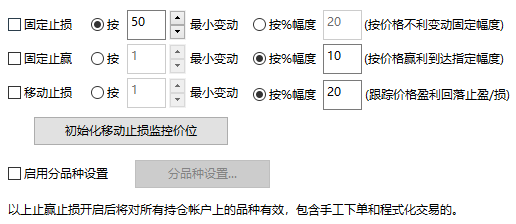 固定止损 按 50 最小变动 按%幅度 20 (按价格不利变动固定幅度)
固定止赢 按 1 最小变动 按%幅度 10 (按价格赢利到达指定幅度)
移动止损 按 1 最小变动 按%幅度 20 (跟踪价格盈利回落止盈/损)
初始化移动止损监控价位
启用分品种设置 分品种设置...
以上止赢止损开启后将对所有持仓帐户上的品种有效，包含手工下单和程式化交易的。